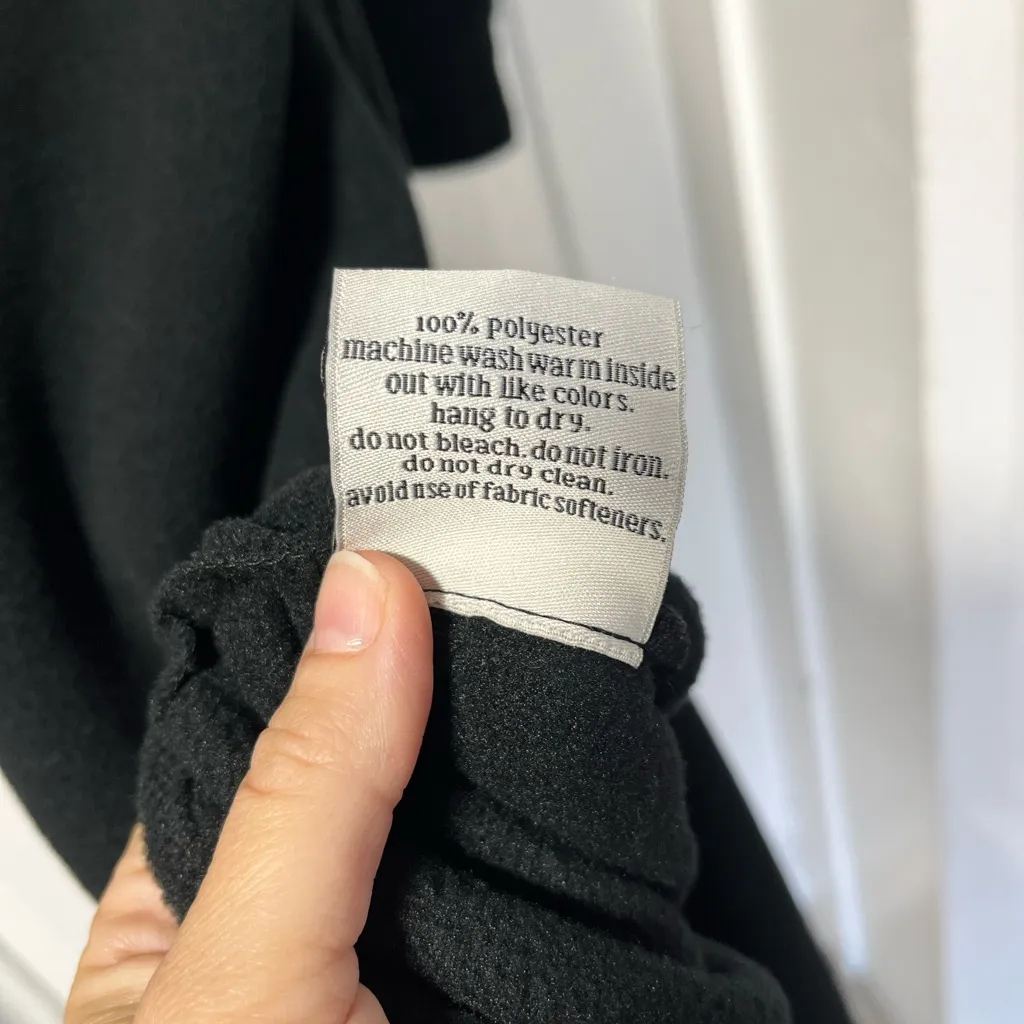 100% polyester
machine wash warm inside
out with like colors.
hang to dry.
do not bleach. do not iron.
do not dry clean.
avoid nse of fabric softeners.